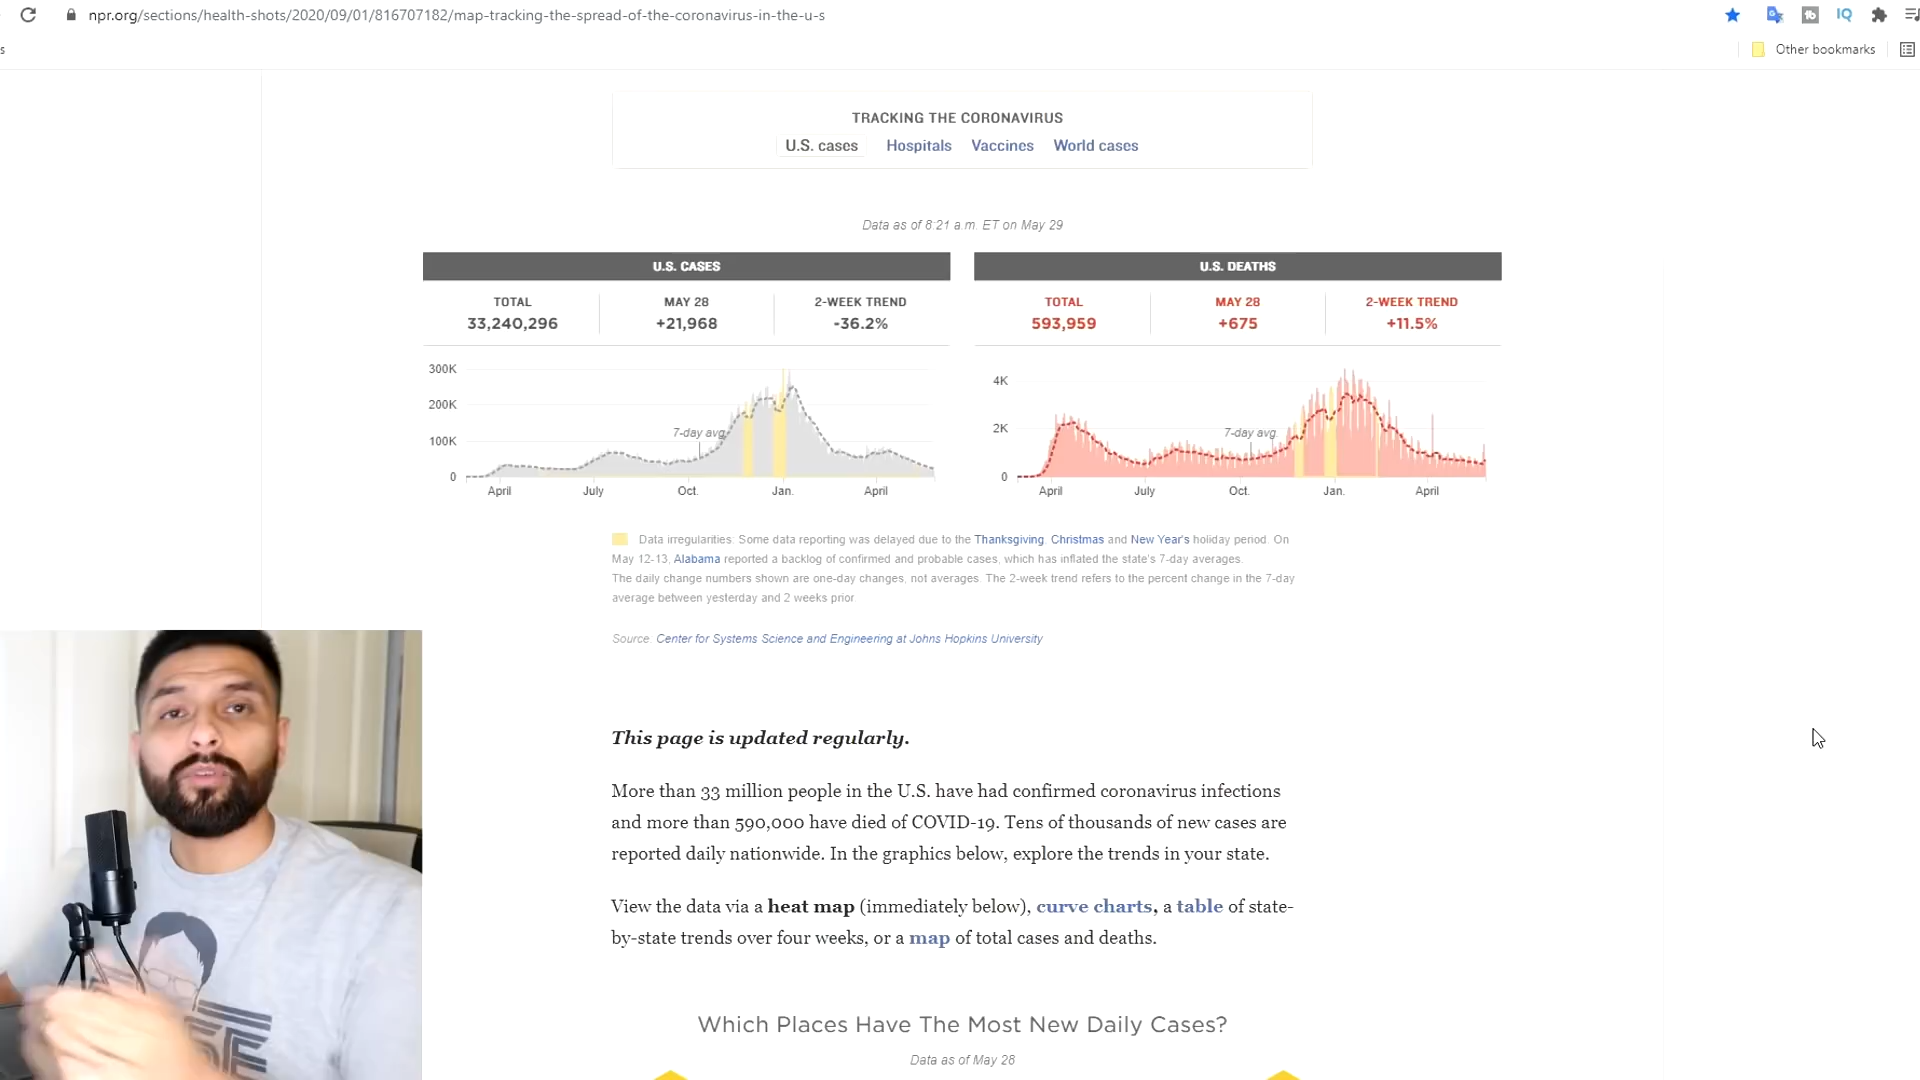 npr.org/sections/health-shots/2020/09/01/816707182/map-tracking-the-spread-of-the-coronavirus-in-the-u-s
tb
IQ
s
Other bookmarks
TRACKING THE CORONAVIRUS
U.S. cases Hospitals Vaccines World cases
Data as of 8:21 a.m. ET on May 29
U.S. CASES
TOTAL MAY 28 2-WEEK TREND
33,240,296 +21,968 -36.2%
300K
200K
100K
0
7-day avg.
April July Oct. Jan. April
U.S. DEATHS
TOTAL MAY 28 2-WEEK TREND
593,959 +675 +11.5%
4K
2K
0
7-day avg.
April July Oct. Jan. April
Data irregularities: Some data reporting was delayed due to the Thanksgiving, Christmas and New Year's holiday period. On
May 12-13, Alabama reported a backlog of confirmed and probable cases, which has inflated the state's 7-day averages.
The daily change numbers shown are one-day changes, not averages. The 2-week trend refers to the percent change in the 7-day
average between yesterday and 2 weeks prior.
Source: Center for Systems Science and Engineering at Johns Hopkins University
This page is updated regularly.
More than 33 million people in the U.S. have had confirmed coronavirus infections
and more than 590,000 have died of COVID-19. Tens of thousands of new cases are
reported daily nationwide. In the graphics below, explore the trends in your state.
View the data via a heat map (immediately below), curve charts, a table of state-
by-state trends over four weeks, or a map of total cases and deaths.
Which Places Have The Most New Daily Cases?
Data as of May 28